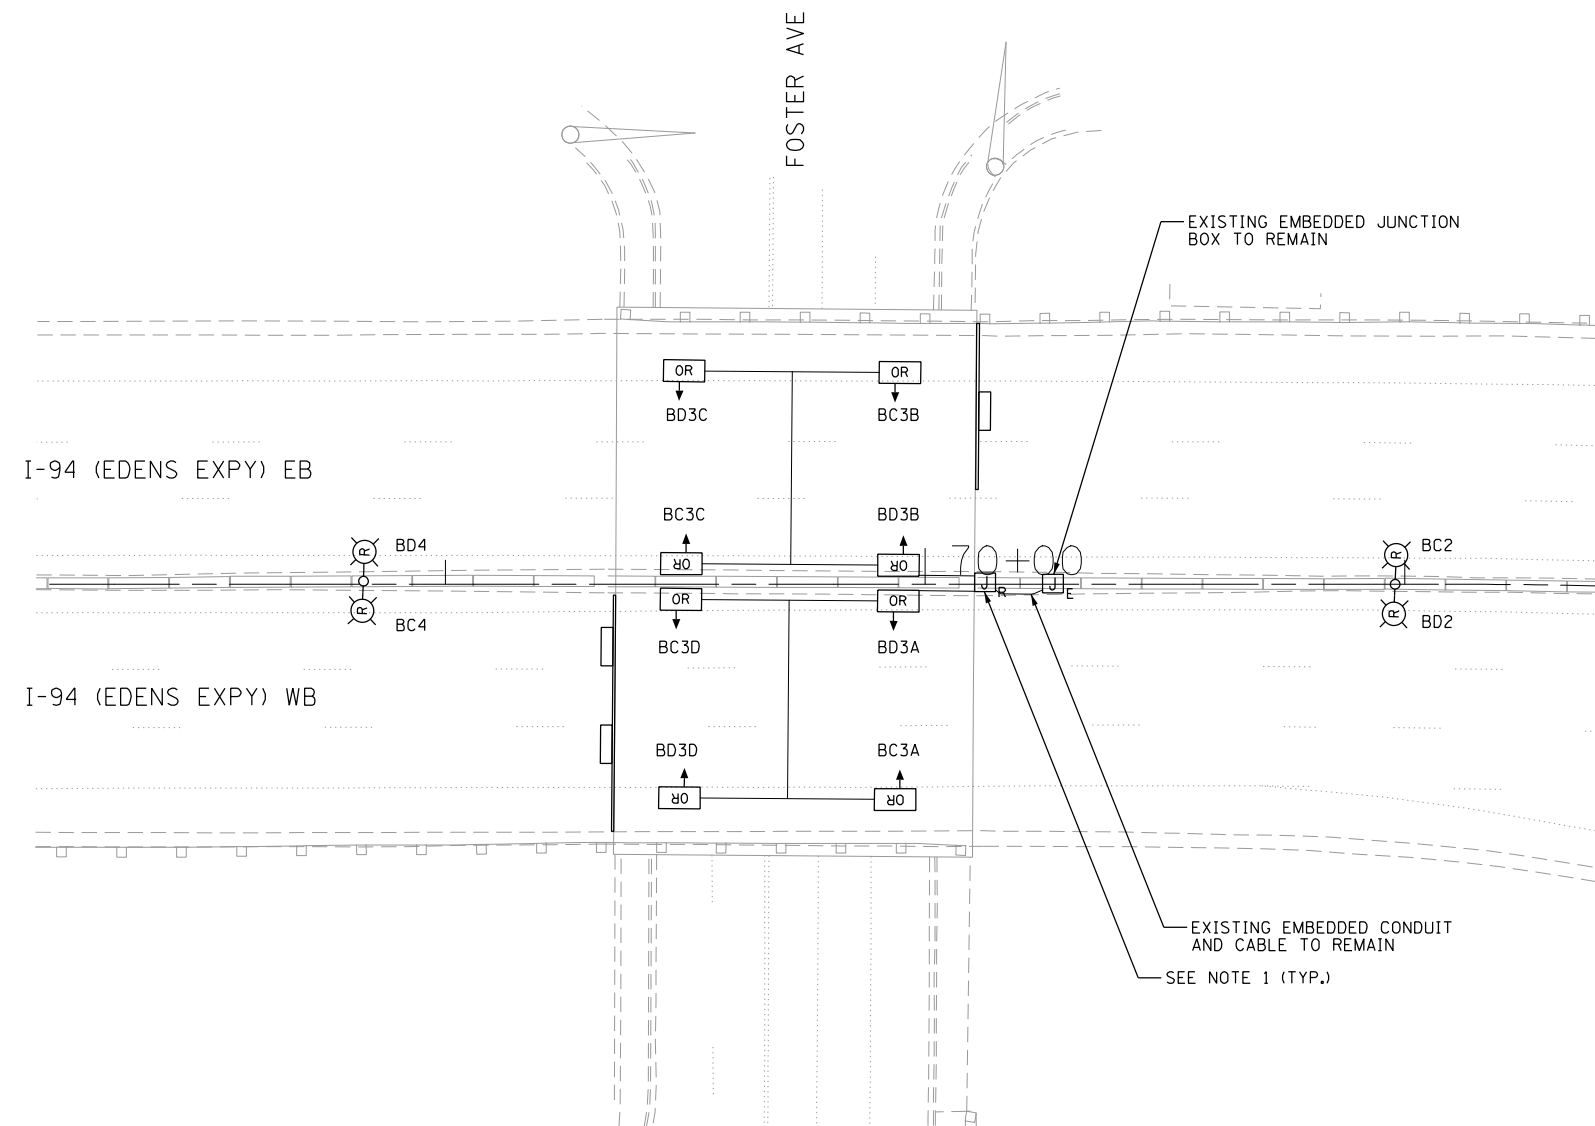 FOSTER AVE
EXISTING EMBEDDED JUNCTION
BOX TO REMAIN
OR
OR
BD3C
BC3B
I-94 (EDENS EXPY) EB
BC3C
BD3B
R
BD4
OR
OR
170+00
R
BC2
J
R
J
E
R
BC4
OR
OR
R
BD2
BC3D
BD3A
I-94 (EDENS EXPY) WB
BD3D
BC3A
OR
OR
EXISTING EMBEDDED CONDUIT
AND CABLE TO REMAIN
SEE NOTE 1 (TYP.)